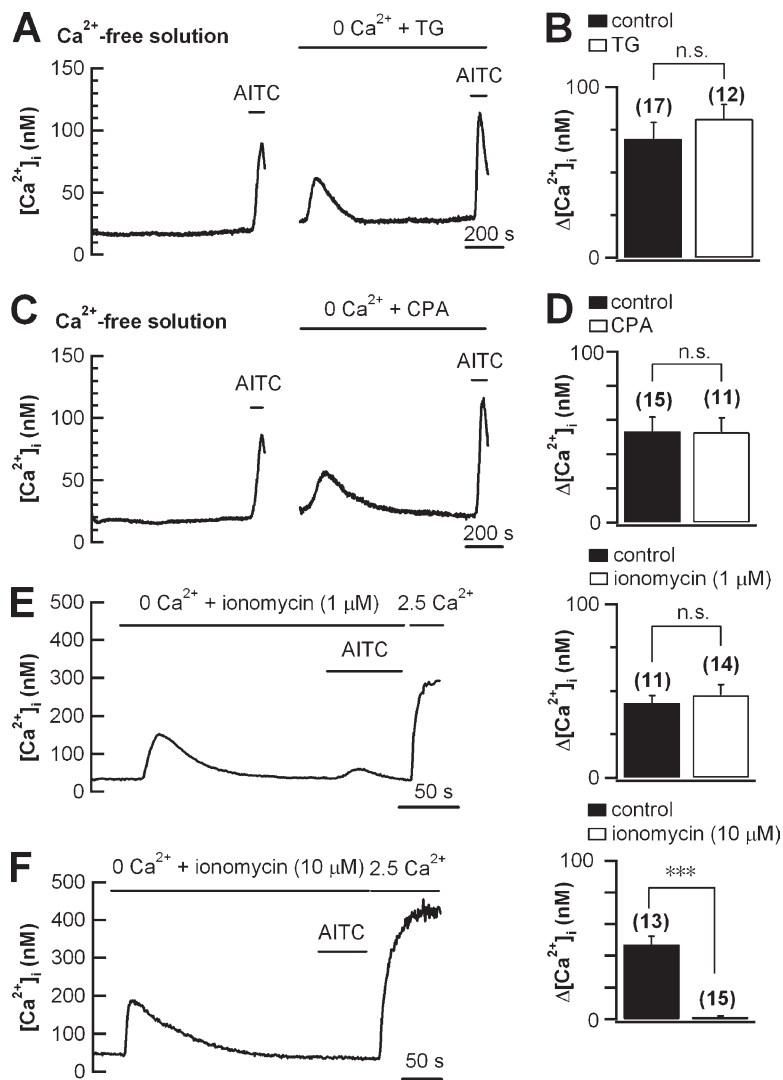 A
Ca²⁺-free solution
0 Ca²⁺ + TG
AITC
AITC
150
100
50
0
[Ca²⁺]ᵢ (nM)
200 s
B
control
TG
n.s.
(17)
(12)
100
0
Δ[Ca²⁺]ᵢ (nM)
C
Ca²⁺-free solution
0 Ca²⁺ + CPA
AITC
AITC
150
100
50
0
[Ca²⁺]ᵢ (nM)
200 s
D
control
CPA
n.s.
(15)
(11)
100
0
Δ[Ca²⁺]ᵢ (nM)
E
0 Ca²⁺ + ionomycin (1 μM)
2.5 Ca²⁺
AITC
500
400
300
200
100
0
[Ca²⁺]ᵢ (nM)
50 s
control
ionomycin (1 μM)
n.s.
(11)
(14)
100
0
Δ[Ca²⁺]ᵢ (nM)
F
0 Ca²⁺ + ionomycin (10 μM)
2.5 Ca²⁺
AITC
500
400
300
200
100
0
[Ca²⁺]ᵢ (nM)
50 s
control
ionomycin (10 μM)
***
(13)
(15)
100
0
Δ[Ca²⁺]ᵢ (nM)